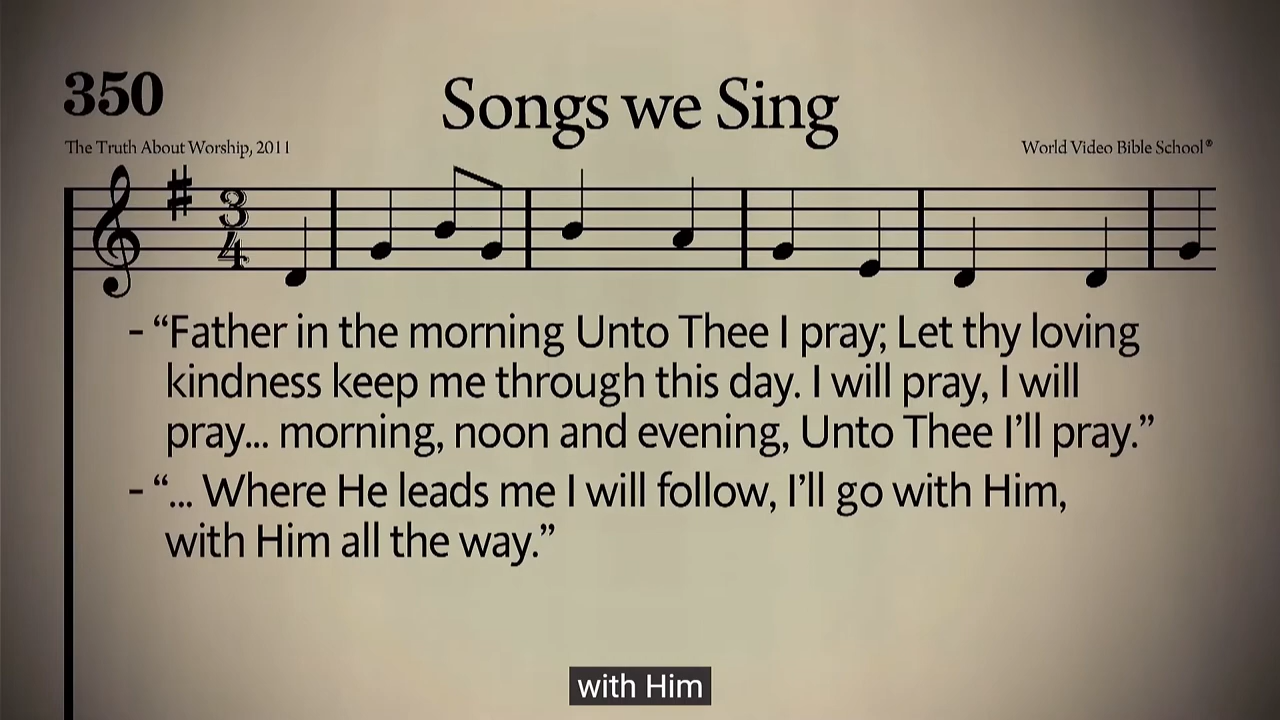 350
Songs we Sing
The Truth About Worship, 2011
World Video Bible School®
3
4
- “Father in the morning Unto Thee I pray; Let thy loving
kindness keep me through this day. I will pray, I will
pray... morning, noon and evening, Unto Thee I’ll pray.”
- “... Where He leads me I will follow, I’ll go with Him,
with Him all the way.”
with Him